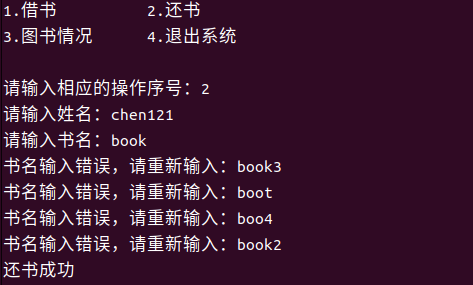 1.借书 2.还书
3.图书情况 4.退出系统
请输入相应的操作序号：2
请输入姓名：chen121
请输入书名：book
书名输入错误，请重新输入：book3
书名输入错误，请重新输入：boot
书名输入错误，请重新输入：boo4
书名输入错误，请重新输入：book2
还书成功